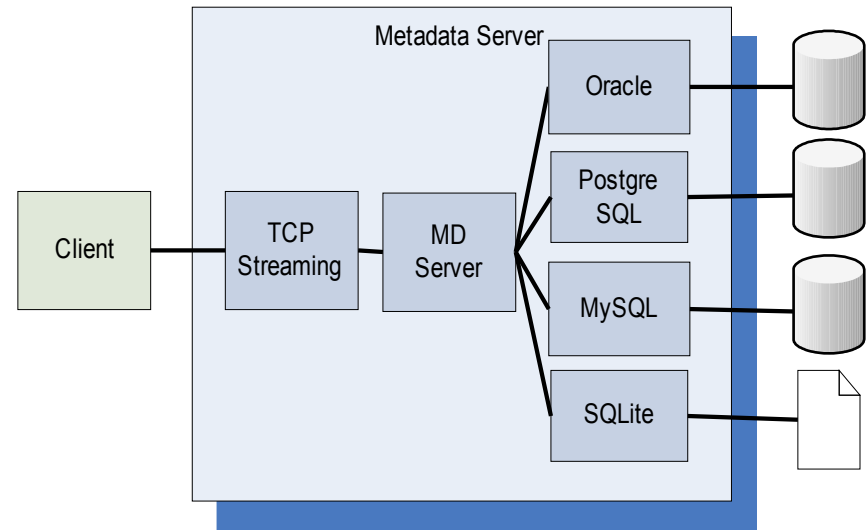 Metadata Server
Oracle
Postgre
SQL
Client
TCP
Streaming
MD
Server
MySQL
SQLite